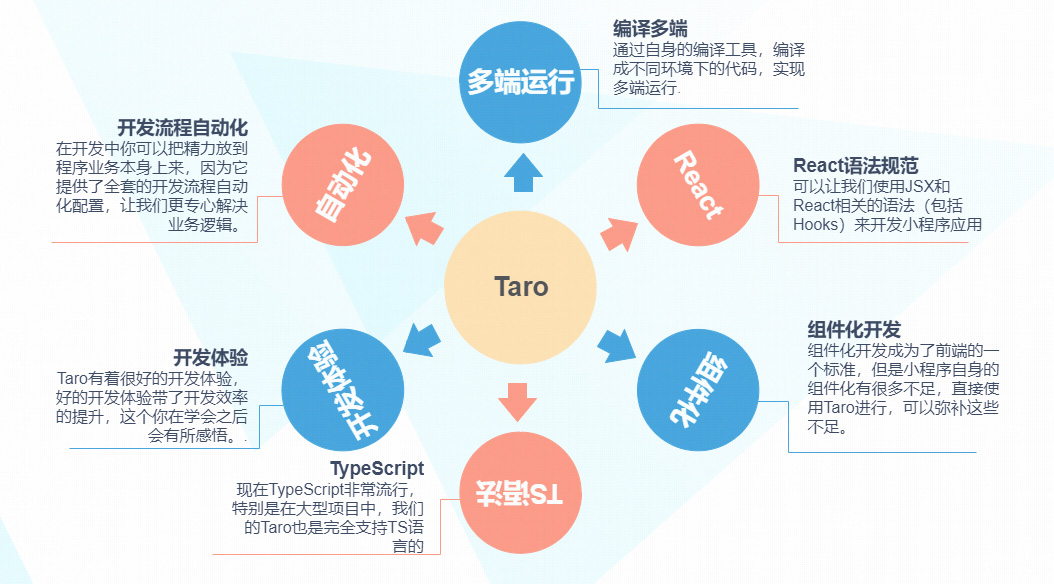 多端运行
编译多端
通过自身的编译工具，编译
成不同环境下的代码，实现
多端运行.
React
React语法规范
可以让我们使用JSX和
React相关的语法（包括
Hooks）来开发小程序应用
组件化
组件化开发
组件化开发成为了前端的一
个标准，但是小程序自身的
组件化有很多不足，直接使
用Taro进行，可以弥补这些
不足。
TS语法
TypeScript
现在TypeScript非常流行，
特别是在大型项目中，我们
的Taro也是完全支持TS语
言的
开发体验
开发体验
Taro有着很好的开发体验，
好的开发体验带了开发效率
的提升，这个你在学会之后
会有所感悟。.
自动化
开发流程自动化
在开发中你可以把精力放到
程序业务本身上来，因为它
提供了全套的开发流程自动
化配置，让我们更专心解决
业务逻辑。
Taro